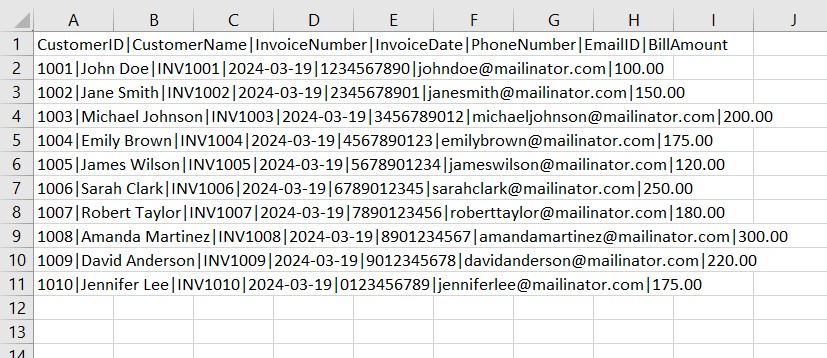 A B C D E F G H I J
1 CustomerID|CustomerName|InvoiceNumber|InvoiceDate|PhoneNumber|EmailID|BillAmount
2 1001|John Doe|INV1001|2024-03-19|1234567890|johndoe@mailinator.com|100.00
3 1002|Jane Smith|INV1002|2024-03-19|2345678901|janesmith@mailinator.com|150.00
4 1003|Michael Johnson|INV1003|2024-03-19|3456789012|michaeljohnson@mailinator.com|200.00
5 1004|Emily Brown|INV1004|2024-03-19|4567890123|emilybrown@mailinator.com|175.00
6 1005|James Wilson|INV1005|2024-03-19|5678901234|jameswilson@mailinator.com|120.00
7 1006|Sarah Clark|INV1006|2024-03-19|6789012345|sarahclark@mailinator.com|250.00
8 1007|Robert Taylor|INV1007|2024-03-19|7890123456|roberttaylor@mailinator.com|180.00
9 1008|Amanda Martinez|INV1008|2024-03-19|8901234567|amandamartinez@mailinator.com|300.00
10 1009|David Anderson|INV1009|2024-03-19|9012345678|davidanderson@mailinator.com|220.00
11 1010|Jennifer Lee|INV1010|2024-03-19|0123456789|jenniferlee@mailinator.com|175.00
12
13
14